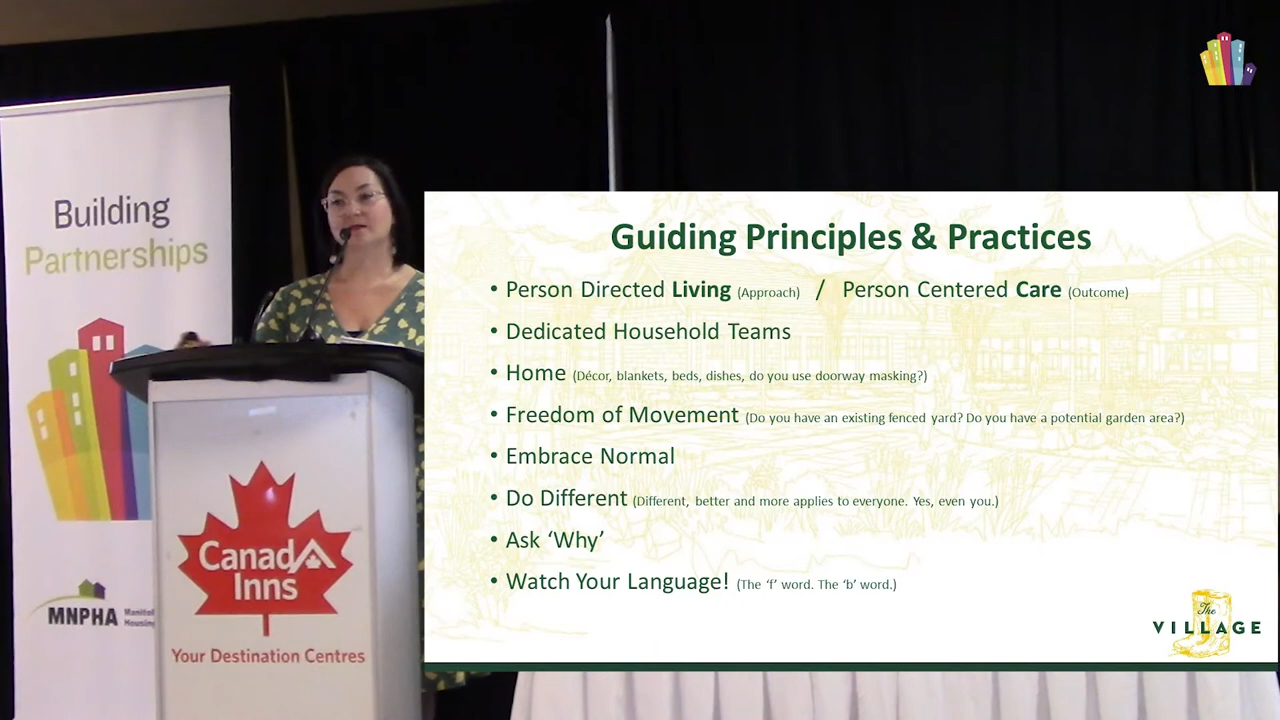 Building
Partnerships
MNPHA
CanadA
Inns
Your Destination Centres
Guiding Principles & Practices
• Person Directed Living (Approach) / Person Centered Care (Outcome)
• Dedicated Household Teams
• Home (Décor, blankets, beds, dishes, do you use doorway masking?)
• Freedom of Movement (Do you have an existing fenced yard? Do you have a potential garden area?)
• Embrace Normal
• Do Different (Different, better and more applies to everyone. Yes, even you.)
• Ask ‘Why’
• Watch Your Language! (The ‘f’ word. The ‘b’ word.)
The
VILLAGE